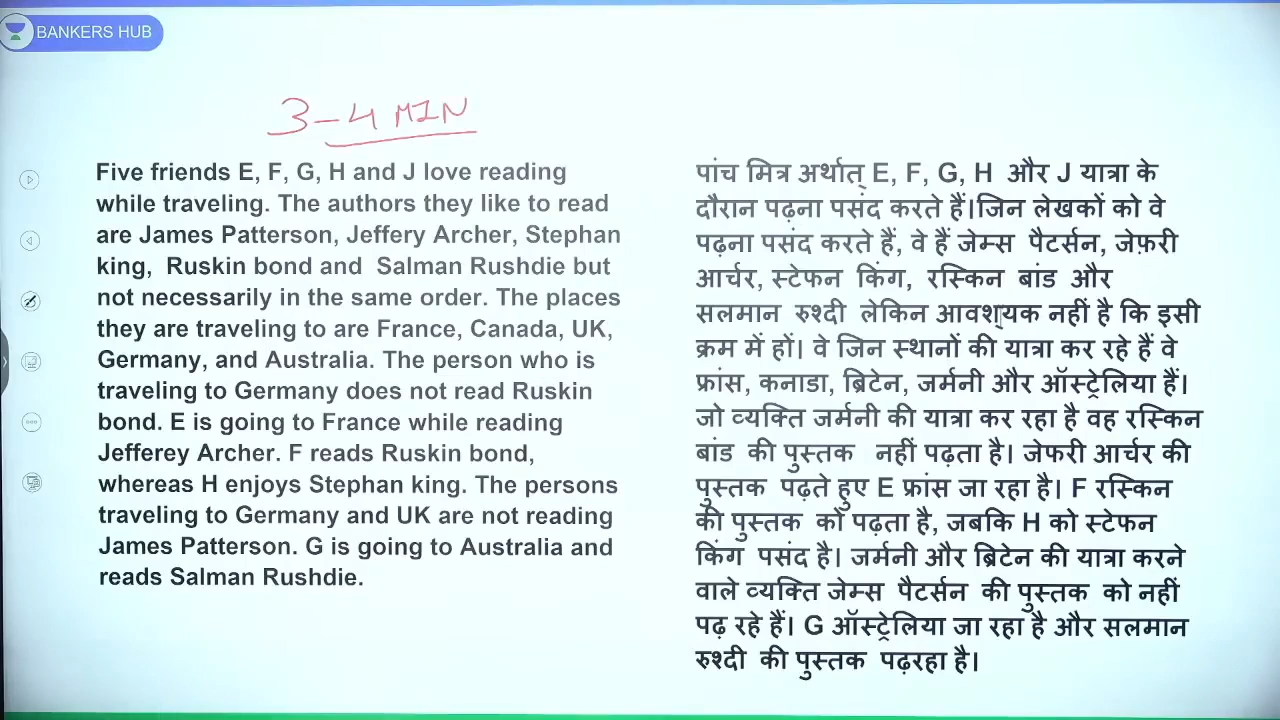 BANKERS HUB
3-4 MIN
Five friends E, F, G, H and J love reading
while traveling. The authors they like to read
are James Patterson, Jeffery Archer, Stephan
king, Ruskin bond and Salman Rushdie but
not necessarily in the same order. The places
they are traveling to are France, Canada, UK,
Germany, and Australia. The person who is
traveling to Germany does not read Ruskin
bond. E is going to France while reading
Jefferey Archer. F reads Ruskin bond,
whereas H enjoys Stephan king. The persons
traveling to Germany and UK are not reading
James Patterson. G is going to Australia and
reads Salman Rushdie.
पांच मित्र अर्थात् E, F, G, H और J यात्रा के
दौरान पढ़ना पसंद करते हैं।जिन लेखकों को वे
पढ़ना पसंद करते हैं, वे हैं जेम्स पैटर्सन, जेफ़री
आर्चर, स्टेफन किंग, रस्किन बांड और
सलमान रुश्दी लेकिन आवश्यक नहीं है कि इसी
क्रम में हों। वे जिन स्थानों की यात्रा कर रहे हैं वे
फ्रांस, कनाडा, ब्रिटेन, जर्मनी और ऑस्ट्रेलिया हैं।
जो व्यक्ति जर्मनी की यात्रा कर रहा है वह रस्किन
बांड की पुस्तक नहीं पढ़ता है। जेफरी आर्चर की
पुस्तक पढ़ते हुए E फ्रांस जा रहा है। F रस्किन
की पुस्तक को पढ़ता है, जबकि H को स्टेफन
किंग पसंद है। जर्मनी और ब्रिटेन की यात्रा करने
वाले व्यक्ति जेम्स पैटर्सन की पुस्तक को नहीं
पढ़ रहे हैं। G ऑस्ट्रेलिया जा रहा है और सलमान
रुश्दी की पुस्तक पढ़रहा है।